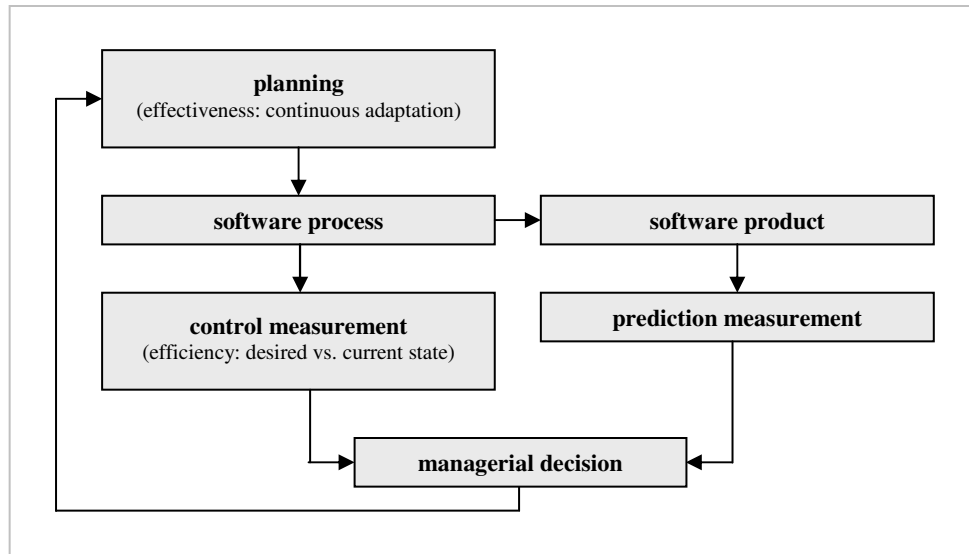 planning
(effectiveness: continuous adaptation)
software process
software product
control measurement
(efficiency: desired vs. current state)
prediction measurement
managerial decision